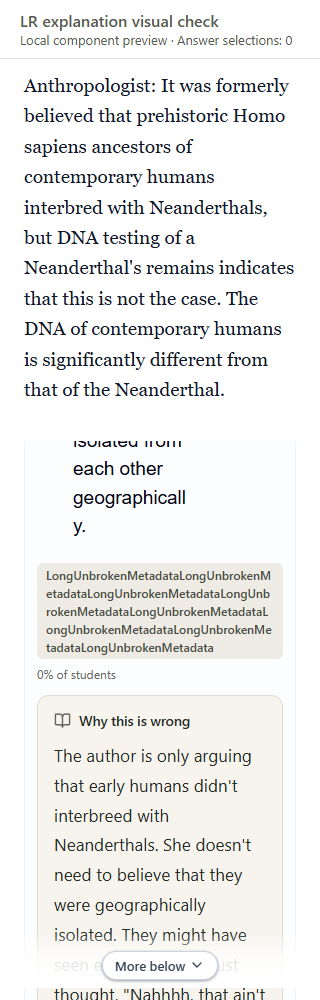 LR explanation visual check
Local component preview · Answer selections: 0
Anthropologist: It was formerly
believed that prehistoric Homo
sapiens ancestors of
contemporary humans
interbred with Neanderthals,
but DNA testing of a
Neanderthal's remains indicates
that this is not the case. The
DNA of contemporary humans
is significantly different from
that of the Neanderthal.
isolated from
each other
geographicall
y.
LongUnbrokenMetadataLongUnbrokenM
etadataLongUnbrokenMetadataLongUnb
rokenMetadataLongUnbrokenMetadataL
ongUnbrokenMetadataLongUnbrokenMe
tadataLongUnbrokenMetadata
0% of students
Why this is wrong
The author is only arguing
that early humans didn't
interbreed with
Neanderthals. She doesn't
need to believe that they
were geographically
isolated. They might have
seen
More below
thought, "Nahhhh, that ain't